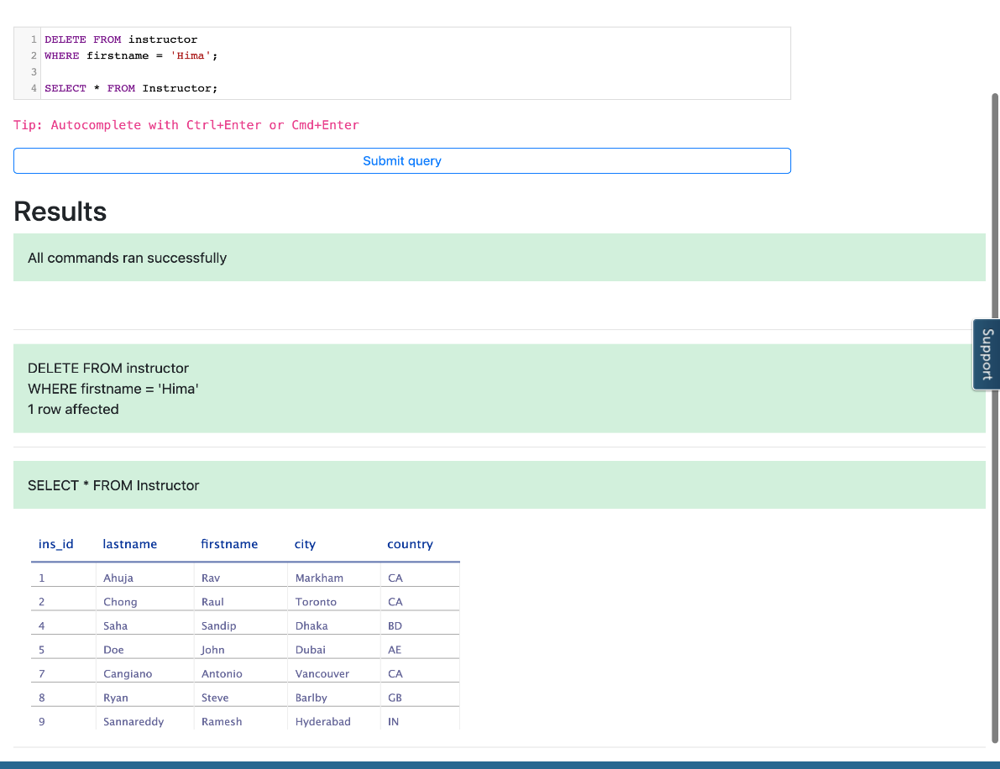 1 DELETE FROM instructor
2 WHERE firstname = 'Hima';
3
4 SELECT * FROM Instructor;
Tip: Autocomplete with Ctrl+Enter or Cmd+Enter
Submit query
Results
All commands ran successfully
Support
DELETE FROM instructor
WHERE firstname = 'Hima'
1 row affected
SELECT * FROM Instructor
ins_id lastname firstname city country
1 Ahuja Rav Markham CA
2 Chong Raul Toronto CA
4 Saha Sandip Dhaka BD
5 Doe John Dubai AE
7 Cangiano Antonio Vancouver CA
8 Ryan Steve Barlby GB
9 Sannareddy Ramesh Hyderabad IN